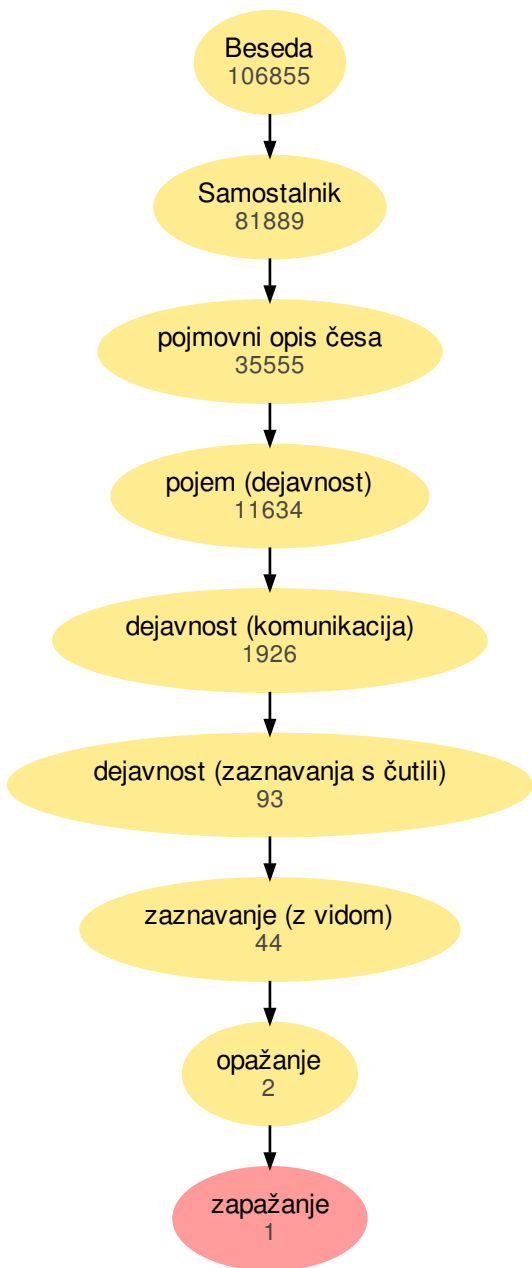 Beseda
106855
Samostalnik
81889
pojmovni opis česa
35555
pojem (dejavnost)
11634
dejavnost (komunikacija)
1926
dejavnost (zaznavanja s čutili)
93
zaznavanje (z vidom)
44
opažanje
2
zapažanje
1